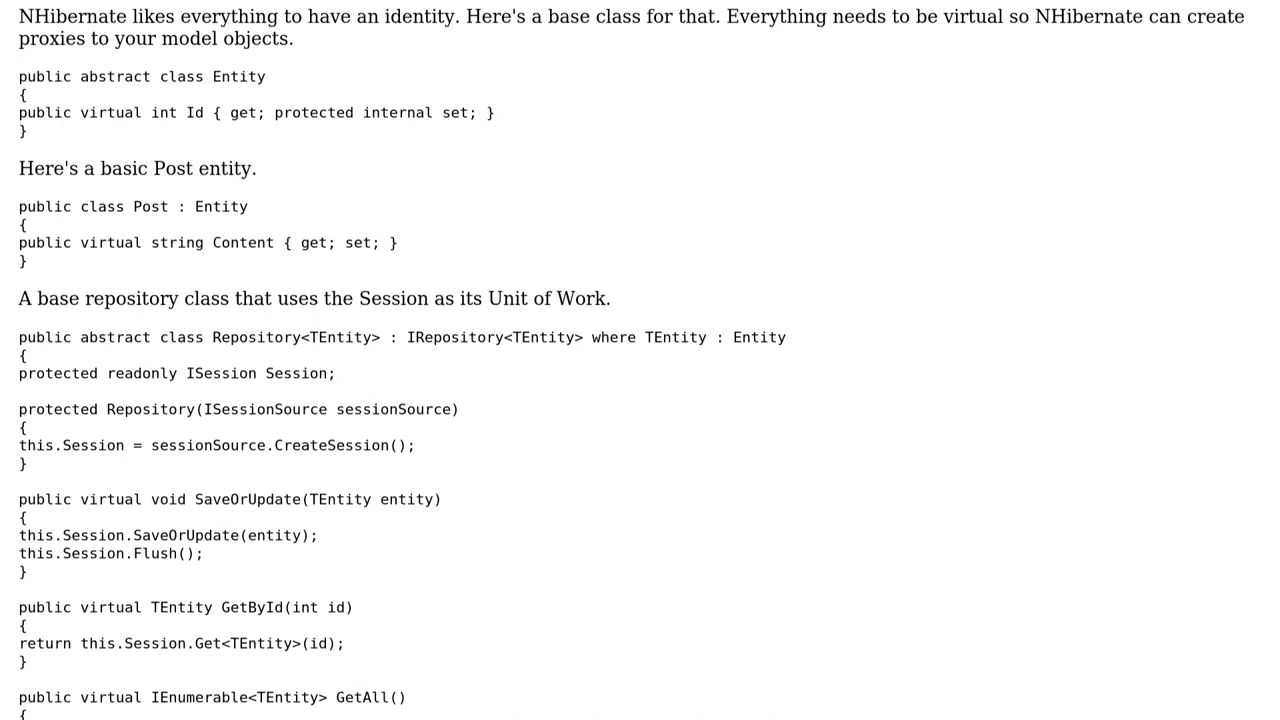 NHibernate likes everything to have an identity. Here's a base class for that. Everything needs to be virtual so NHibernate can create
proxies to your model objects.
public abstract class Entity
{
public virtual int Id { get; protected internal set; }
}
Here's a basic Post entity.
public class Post : Entity
{
public virtual string Content { get; set; }
}
A base repository class that uses the Session as its Unit of Work.
public abstract class Repository<TEntity> : IRepository<TEntity> where TEntity : Entity
{
protected readonly ISession Session;
protected Repository(ISessionSource sessionSource)
{
this.Session = sessionSource.CreateSession();
}
public virtual void SaveOrUpdate(TEntity entity)
{
this.Session.SaveOrUpdate(entity);
this.Session.Flush();
}
public virtual TEntity GetById(int id)
{
return this.Session.Get<TEntity>(id);
}
public virtual IEnumerable<TEntity> GetAll()
{